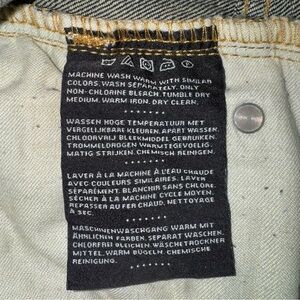 MACHINE WASH WARM WITH SIMILAR
COLORS. WASH SEPARATELY. ONLY
NON-CHLORINE BLEACH. TUMBLE DRY
MEDIUM. WARM IRON. DRY CLEAN.
WASSEN HOGE TEMPERATUUR MET
VERGELIJKBARE KLEUREN. APART WASSEN.
CHLOORVRIJ BLEEKMIDDEL GEBRUIKEN.
TROMMELDROGEN WARMTEGEVOELIG.
MATIG STRIJKEN. CHEMISCH REINIGEN.
LAVER À LA MACHINE À L'EAU CHAUDE
AVEC COULEURS SIMILAIRES. LAVER
SÉPARÉMENT. BLANCHIR SANS CHLORE.
SÉCHER À LA MACHINE CYCLE MOYEN.
REPASSER AU FER CHAUD. NETTOYAGE
À SEC.
MASCHINENWASCHGANG WARM MIT
ÄHNLICHEN FARBEN. SEPARAT WASCHEN.
CHLORFREI BLEICHEN. WÄSCHETROCKNER
MITTEL. WARM BÜGELN. CHEMISCHE
REINIGUNG.